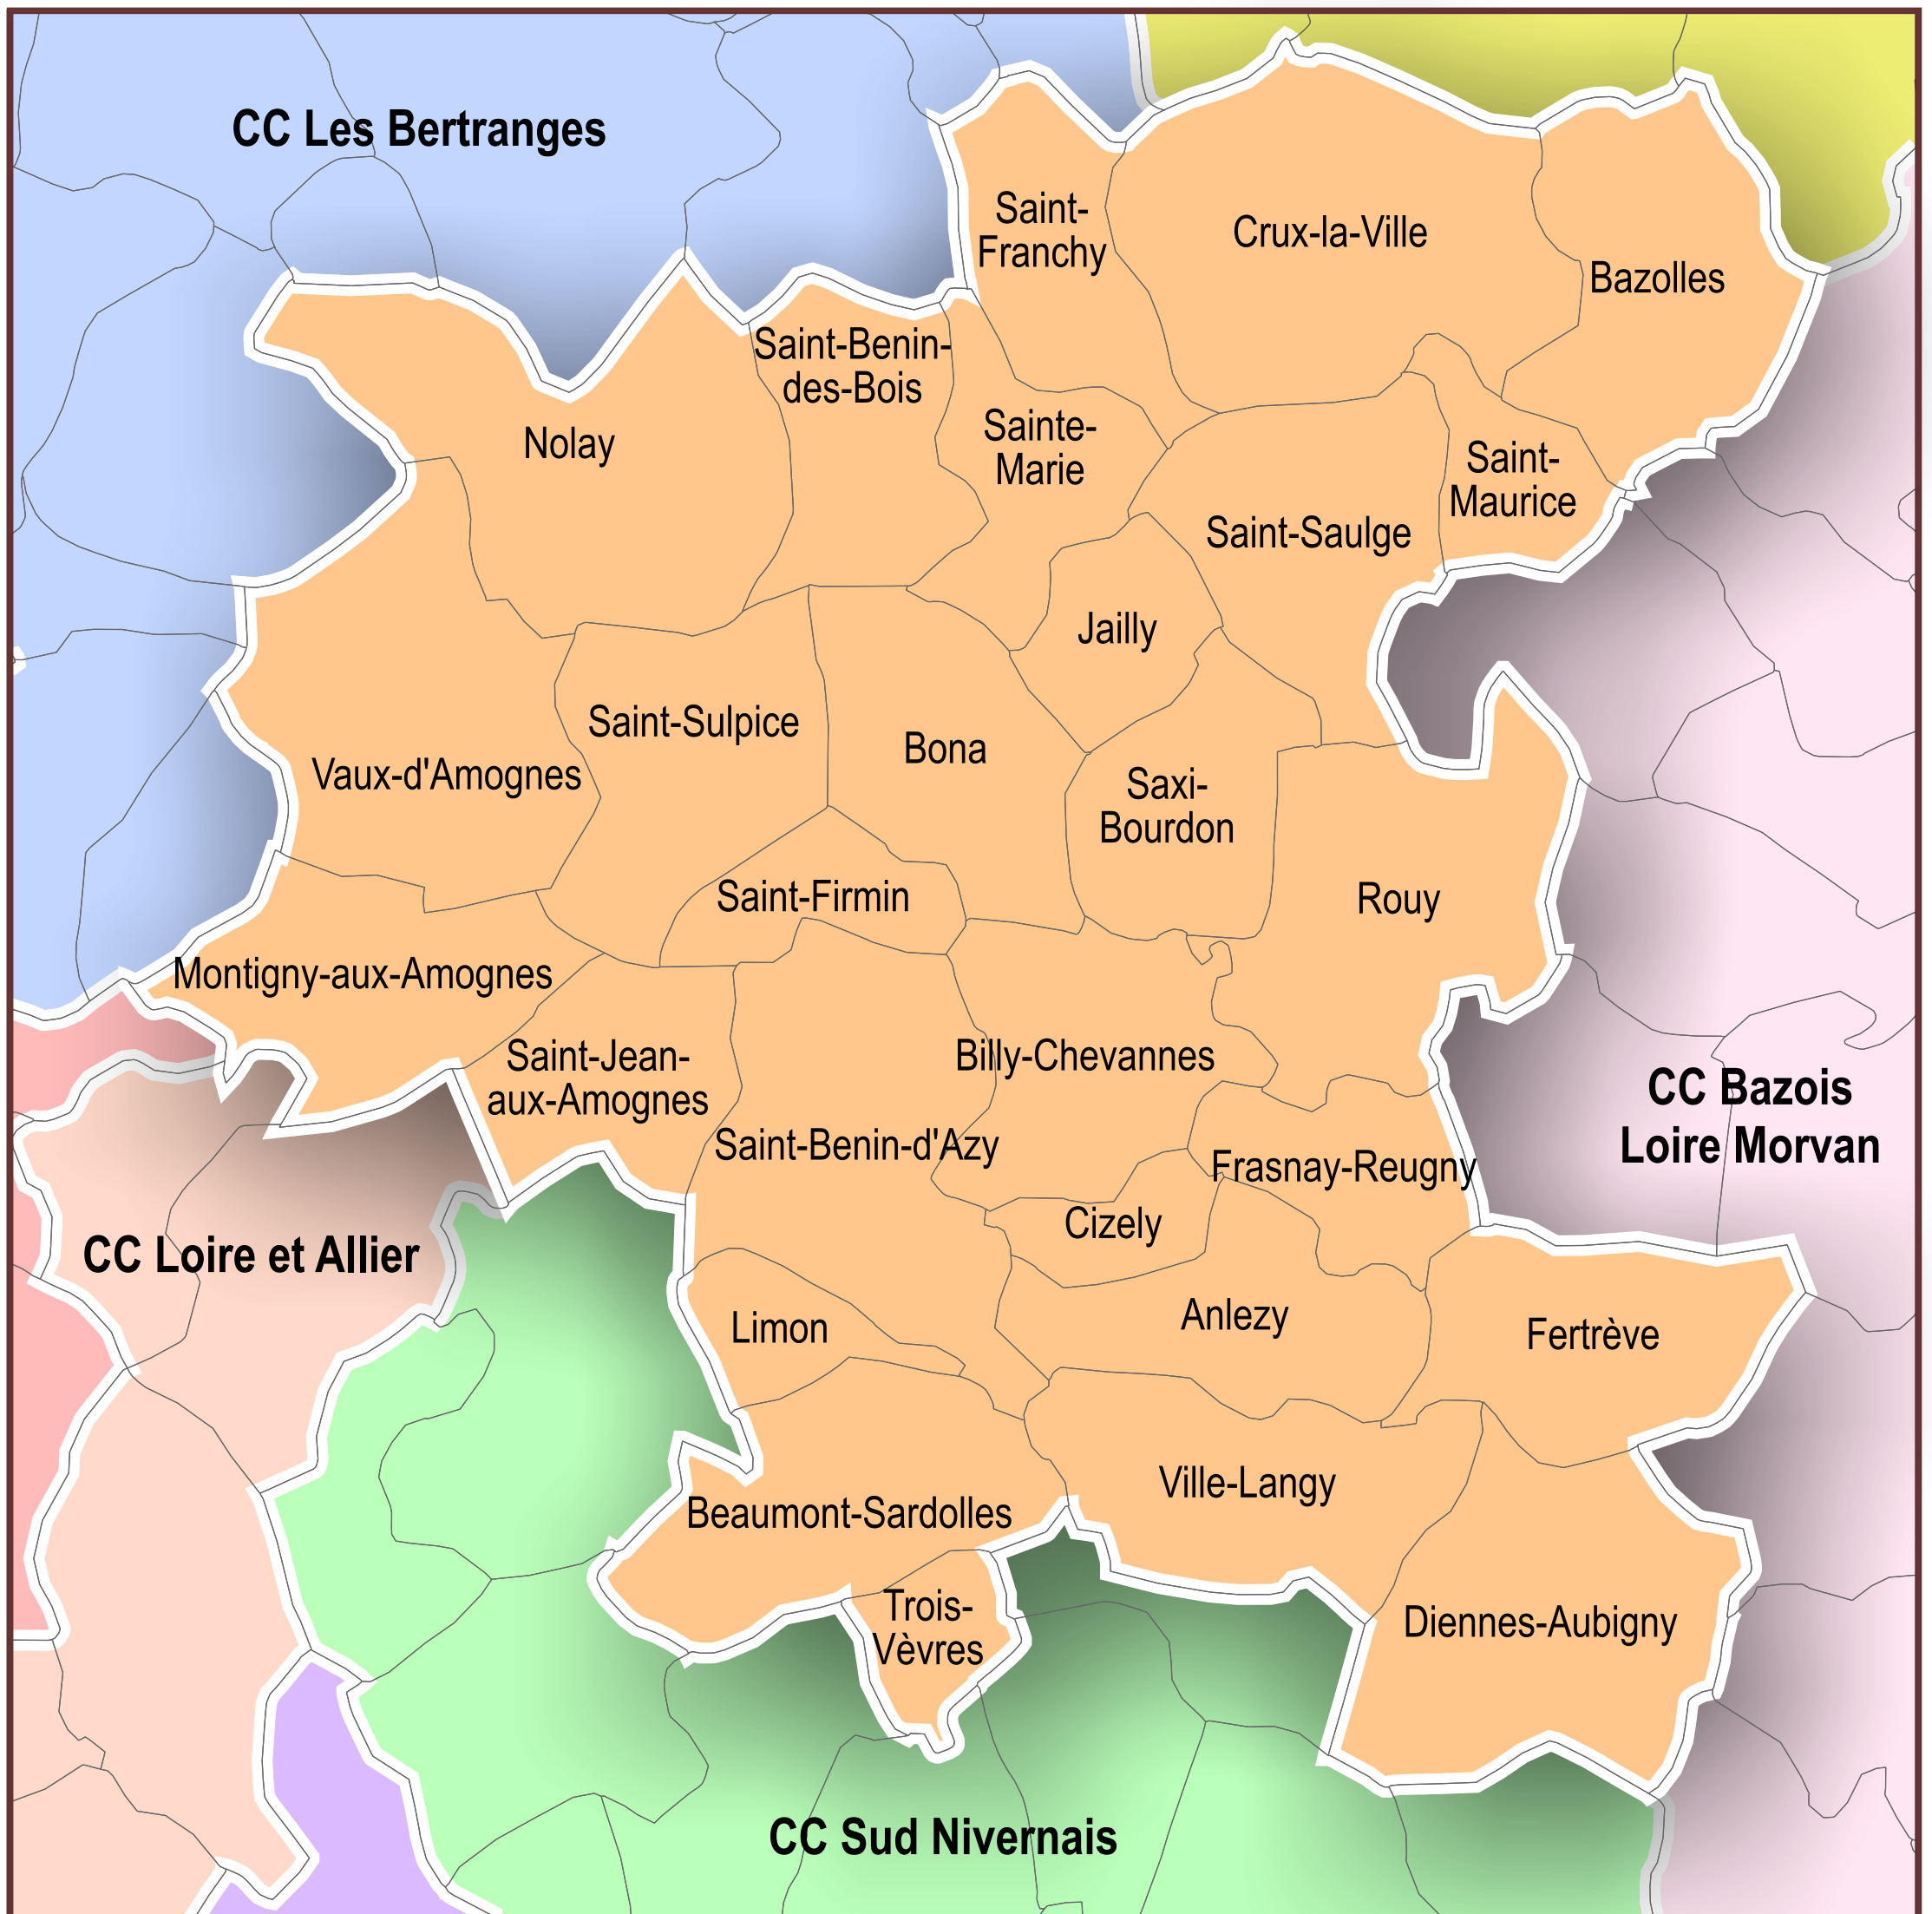 CC Les Bertranges
Saint-
Franchy
Crux-la-Ville
Bazolles
Saint-Benin-
des-Bois
Nolay
Sainte-
Marie
Saint-
Maurice
Saint-Saulge
Jailly
Saint-Sulpice
Bona
Vaux-d'Amognes
Saxi-
Bourdon
Saint-Firmin
Rouy
Montigny-aux-Amognes
Saint-Jean-
aux-Amognes
Billy-Chevannes
CC Bazois
Loire Morvan
Saint-Benin-d'Azy
Frasnay-Reugny
Cizely
CC Loire et Allier
Limon
Anlezy
Fertrève
Ville-Langy
Beaumont-Sardolles
Trois-
Vèvres
Diennes-Aubigny
CC Sud Nivernais